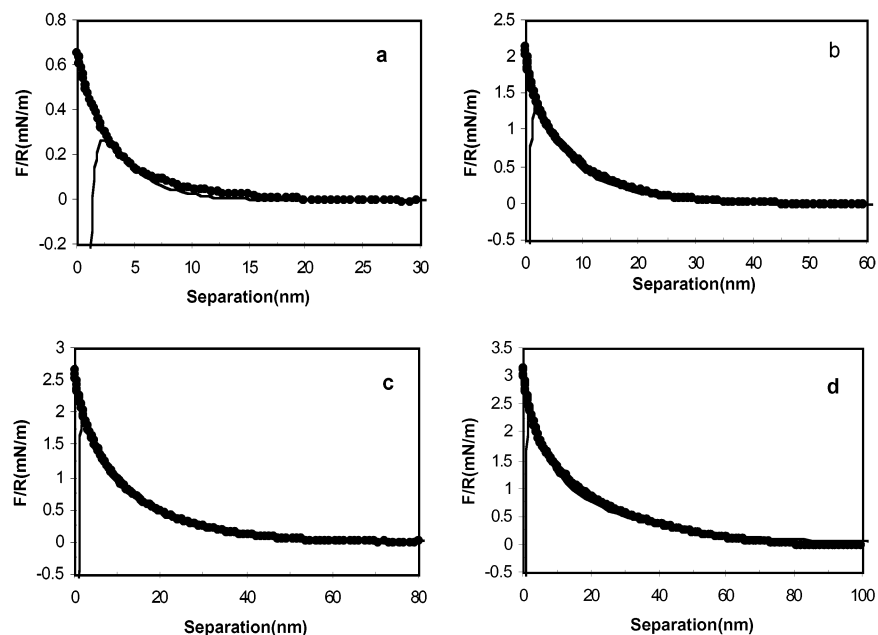 0.8
0.6
0.4
0.2
0
-0.2
F/R(mN/m)
a
0 5 10 15 20 25 30
Separation(nm)
2.5
2
1.5
1
0.5
0
-0.5
F/R(mN/m)
b
0 10 20 30 40 50 60
Separation(nm)
3
2.5
2
1.5
1
0.5
0
-0.5
F/R(mN/m)
c
0 20 40 60 80
Separation(nm)
3.5
3
2.5
2
1.5
1
0.5
0
-0.5
F/R(mN/m)
d
0 20 40 60 80 100
Separation(nm)